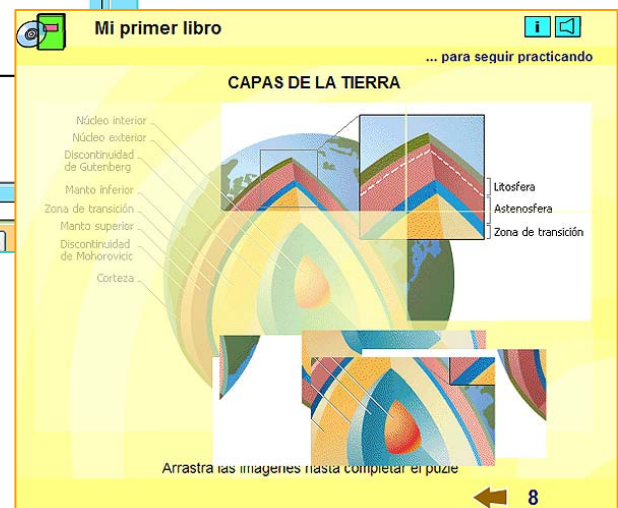 Mi primer libro
i
... para seguir practicando
CAPAS DE LA TIERRA
Núcleo interior
Núcleo exterior
Discontinuidad
de Gutenberg
Manto inferior
Zona de transición
Manto superior
Discontinuidad
de Mohorovicic
Corteza
Litosfera
Astenosfera
Zona de transición
Arrastra las imágenes hasta completar el puzle
8